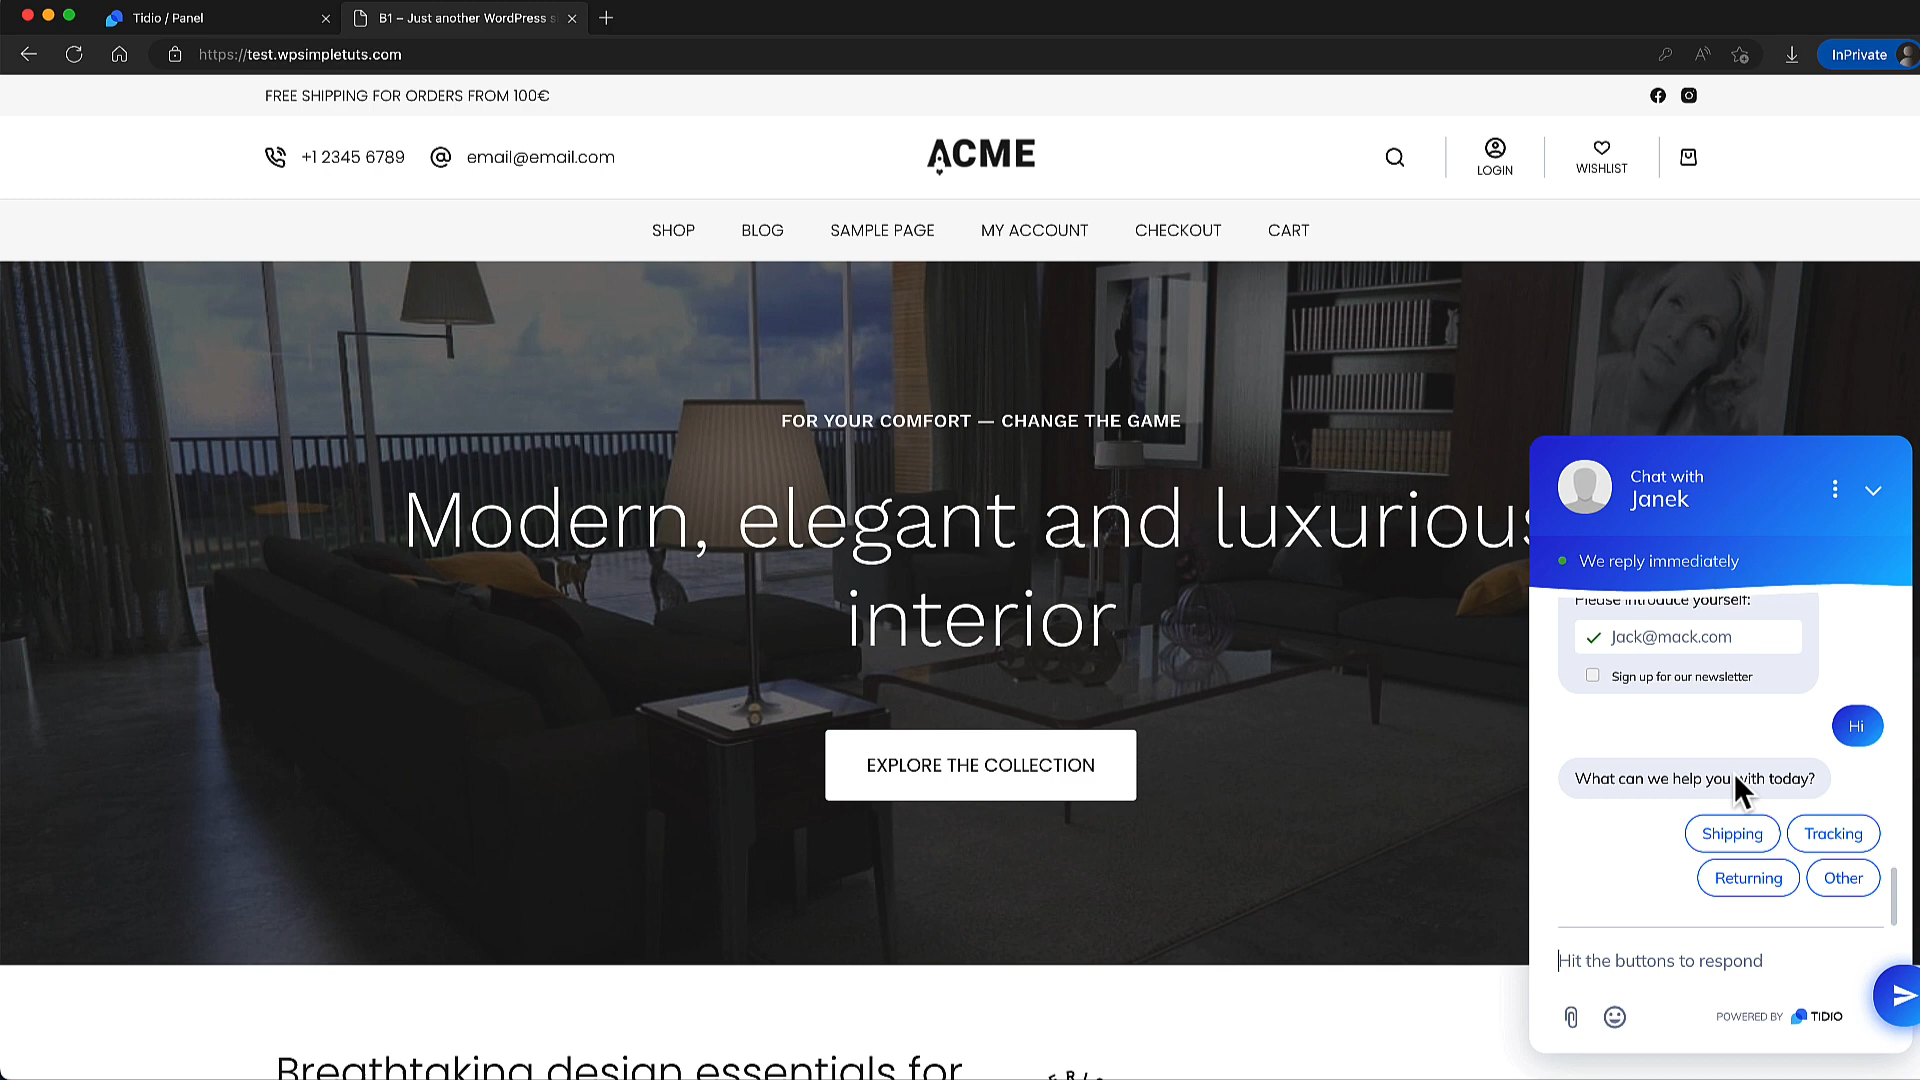 Tidio / Panel
B1 – Just another WordPress s
https://test.wpsimpletuts.com
InPrivate
FREE SHIPPING FOR ORDERS FROM 100€
+1 2345 6789
email@email.com
ACME
LOGIN
WISHLIST
SHOP
BLOG
SAMPLE PAGE
MY ACCOUNT
CHECKOUT
CART
FOR YOUR COMFORT — CHANGE THE GAME
Modern, elegant and luxurious
interior
EXPLORE THE COLLECTION
Breathtaking design essentials for
Chat with
Janek
We reply immediately
Please introduce yourself:
Jack@mack.com
Sign up for our newsletter
Hi
What can we help you with today?
Shipping
Tracking
Returning
Other
Hit the buttons to respond
POWERED BY TIDIO